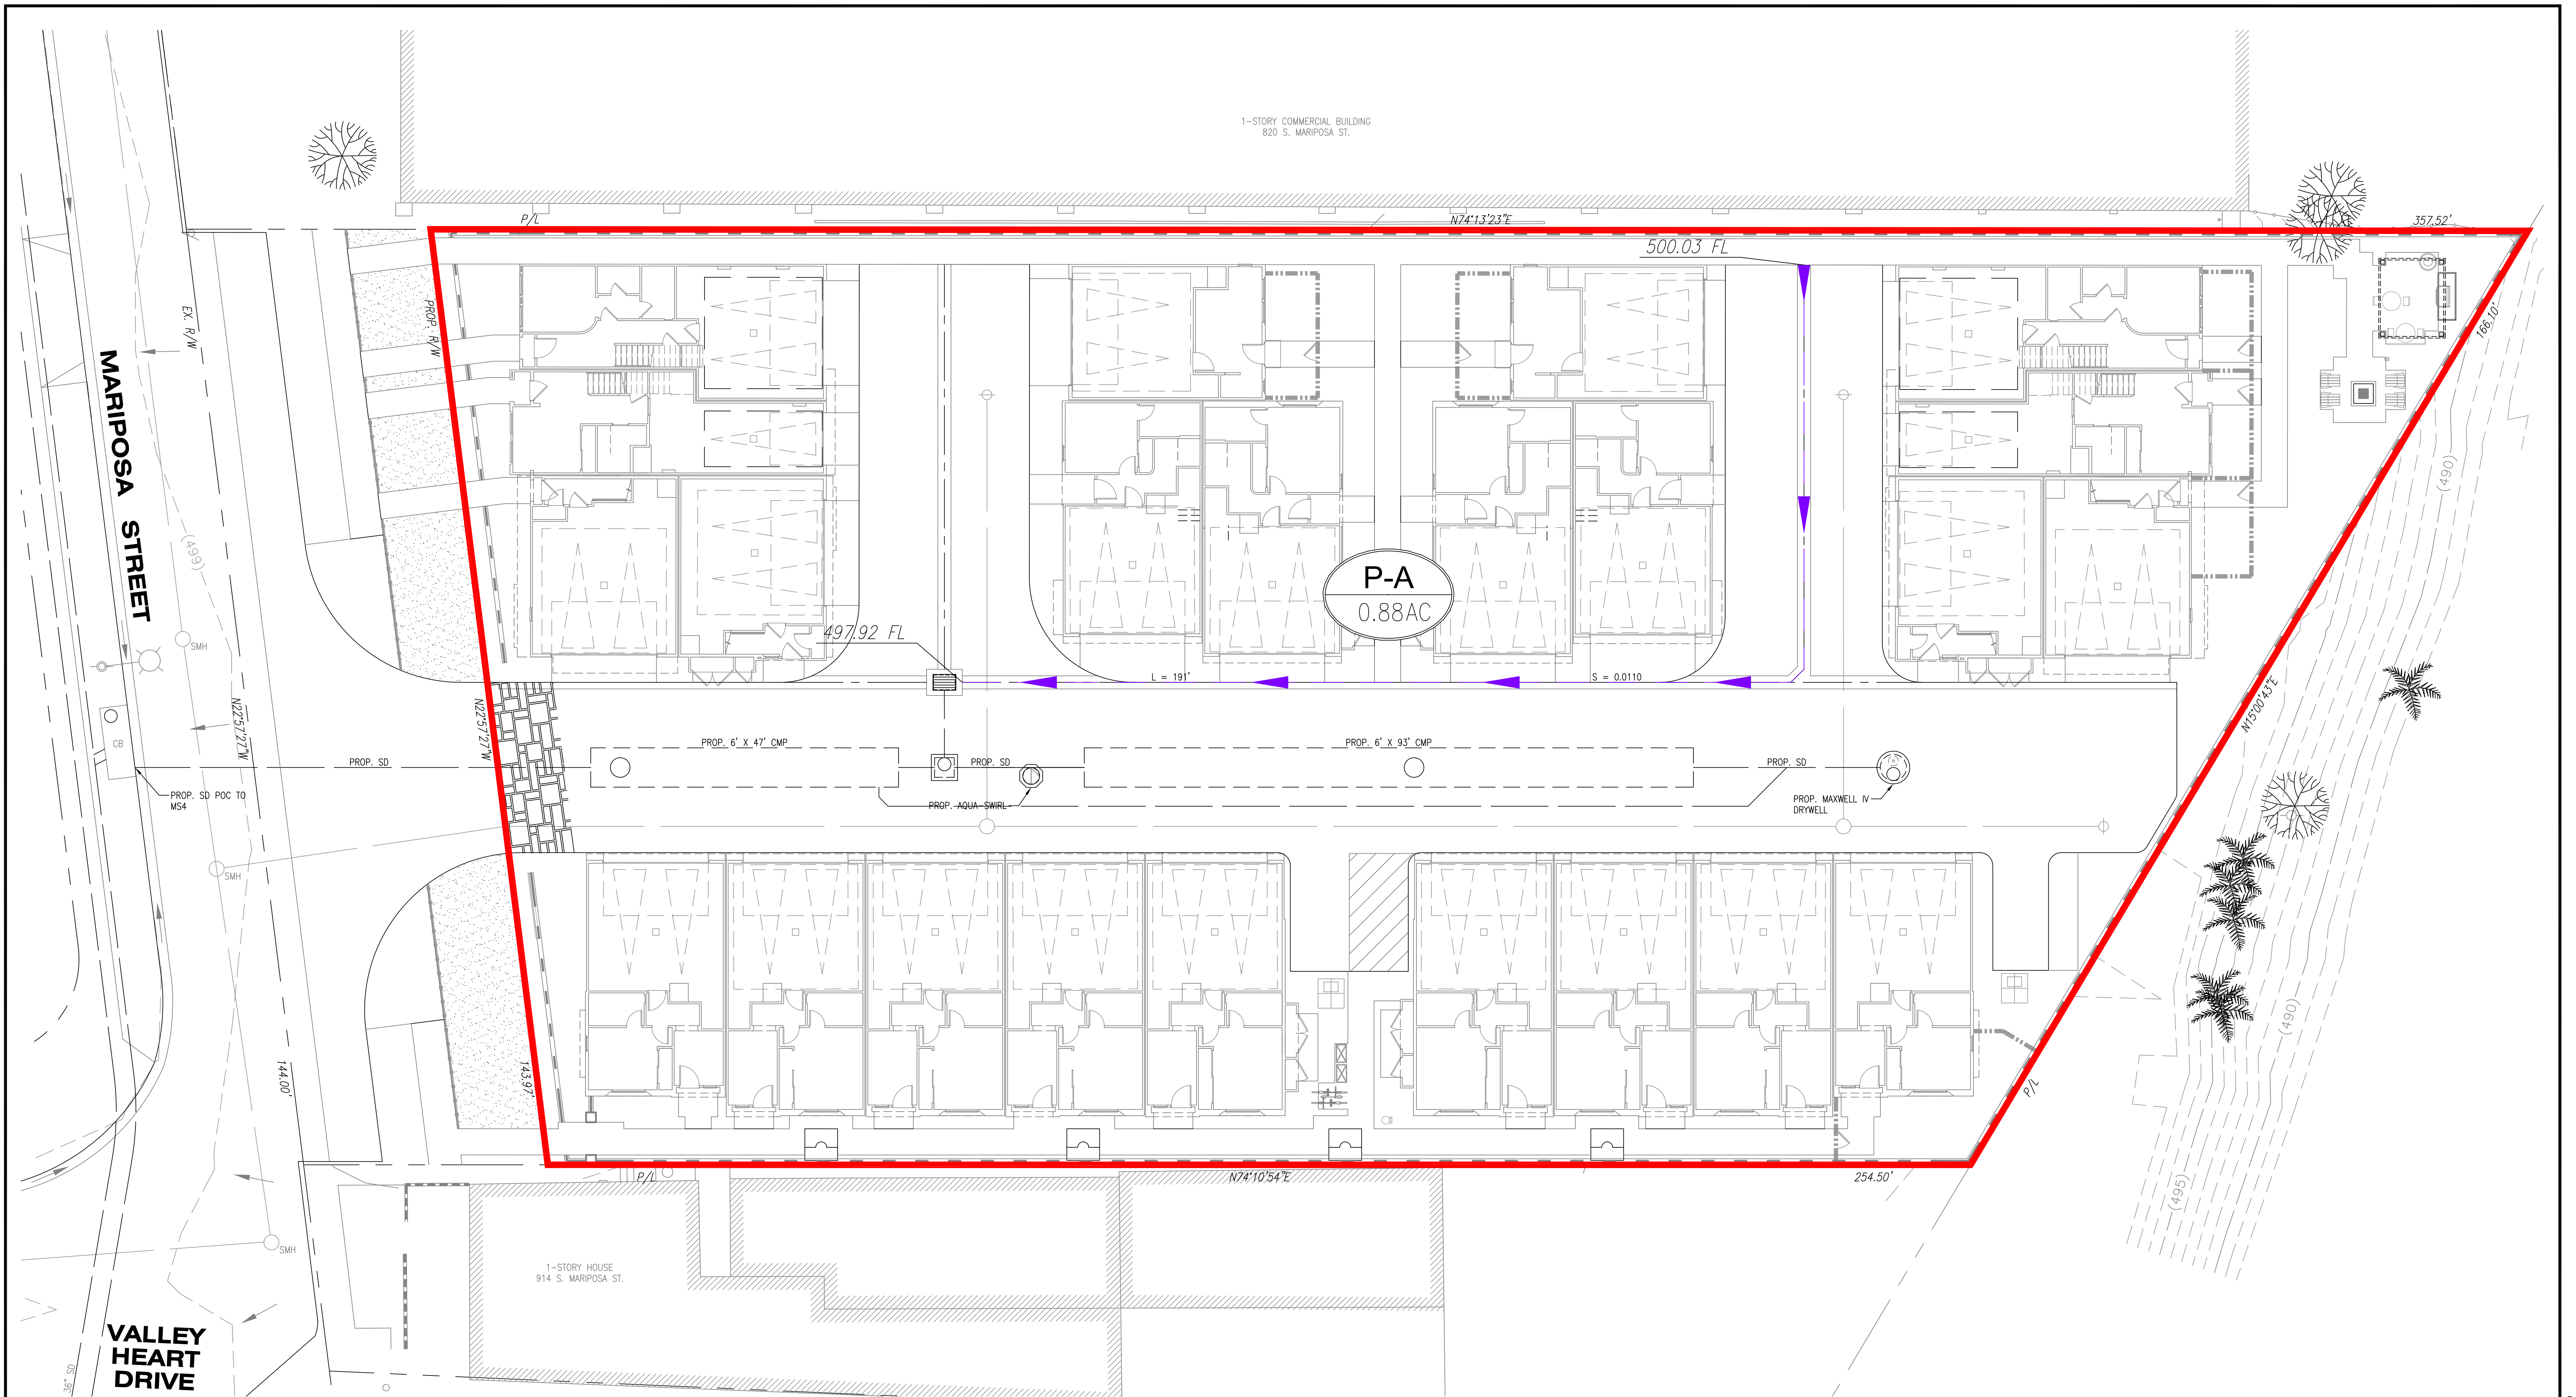 1-STORY COMMERCIAL BUILDING
820 S. MARIPOSA ST.
P/L
N74°13'23"E
357.52'
500.03 FL
EX. R/W
PROP. R/W
166.10'
MARIPOSA STREET
(499)
(490)
P-A
0.88AC
497.92 FL
SMH
L = 191'
S = 0.0110
N22°57'27"W
N22°57'27"W
N15°00'43"E
CB
PROP. 6' X 47' CMP
PROP. 6' X 93' CMP
PROP. SD
PROP. SD
PROP. SD
PROP. SD POC TO
MS4
PROP. AQUA-SWIRL
PROP. MAXWELL IV
DRYWELL
SMH
(490)
144.00'
143.97'
P/L
P/L
N74°10'54"E
254.50'
(495)
SMH
1-STORY HOUSE
914 S. MARIPOSA ST.
VALLEY
HEART
DRIVE
36" SD